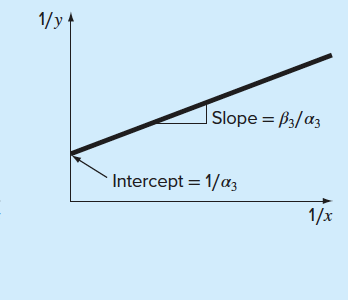 1/y
Slope = β₃/α₃
Intercept = 1/α₃
1/x